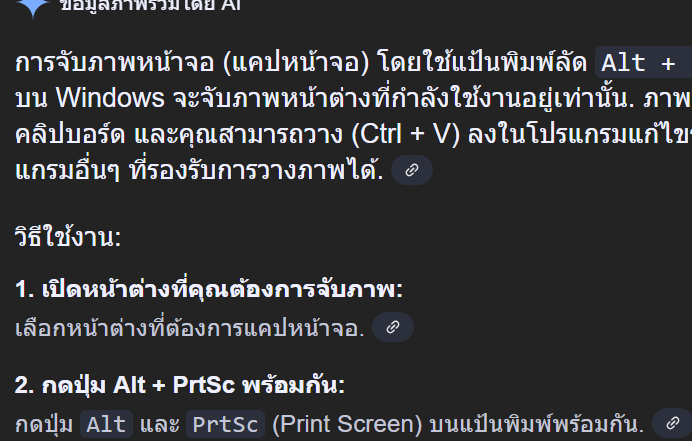 ข้อมูลภาพรวมโดย AI
การจับภาพหน้าจอ (แคปหน้าจอ) โดยใช้แป้นพิมพ์ลัด Alt +
บน Windows จะจับภาพหน้าต่างที่กำลังใช้งานอยู่เท่านั้น. ภาพ
คลิปบอร์ด และคุณสามารถวาง (Ctrl + V) ลงในโปรแกรมแก้ไข
แกรมอื่นๆ ที่รองรับการวางภาพได้.
วิธีใช้งาน:
1. เปิดหน้าต่างที่คุณต้องการจับภาพ:
เลือกหน้าต่างที่ต้องการแคปหน้าจอ.
2. กดปุ่ม Alt + PrtSc พร้อมกัน:
กดปุ่ม Alt และ PrtSc (Print Screen) บนแป้นพิมพ์พร้อมกัน.